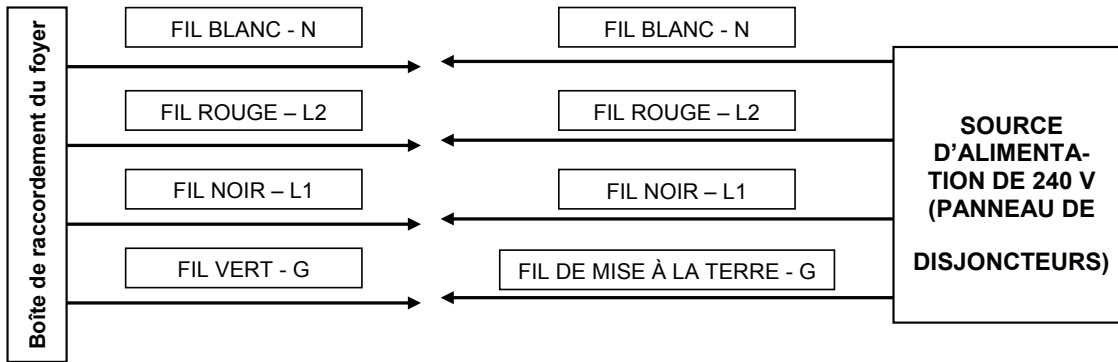 Boîte de raccordement du foyer
FIL BLANC - N
FIL BLANC - N
FIL ROUGE – L2
FIL ROUGE – L2
FIL NOIR – L1
FIL NOIR – L1
FIL VERT - G
FIL DE MISE À LA TERRE - G
SOURCE
D’ALIMENTA-
TION DE 240 V
(PANNEAU DE
DISJONCTEURS)